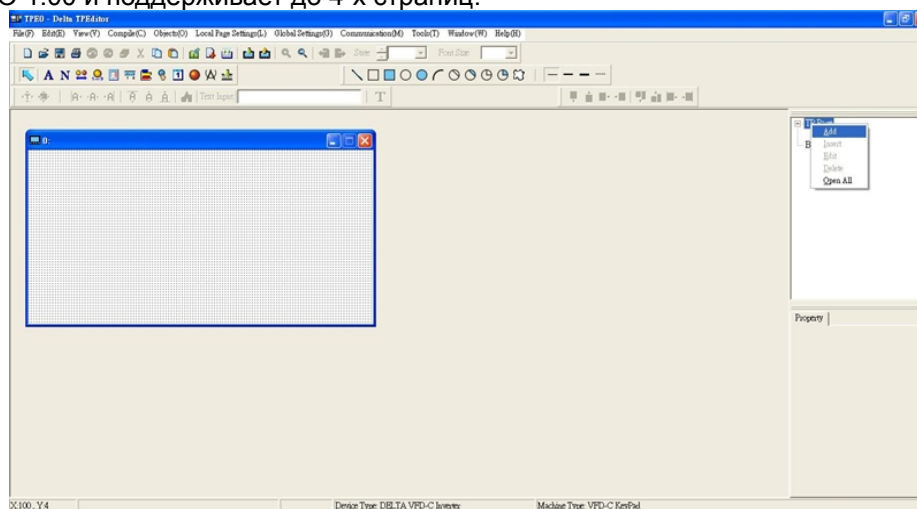 О 1.00 и поддерживает до 4-х страниц.
TPE0 - Delta TPEditor
File(F) Edit(E) View(V) Compile(C) Objects(O) Local Page Settings(L) Global Settings(G) Communication(M) Tools(T) Window(W) Help(H)
Font Size
A N
Text Input
T
0:
Add
Insert
Edit
Delete
Open All
Property
X:100, Y:4 Device Type: DELTA VFD-C Inverter Machine Type: VFD-C KeyPad